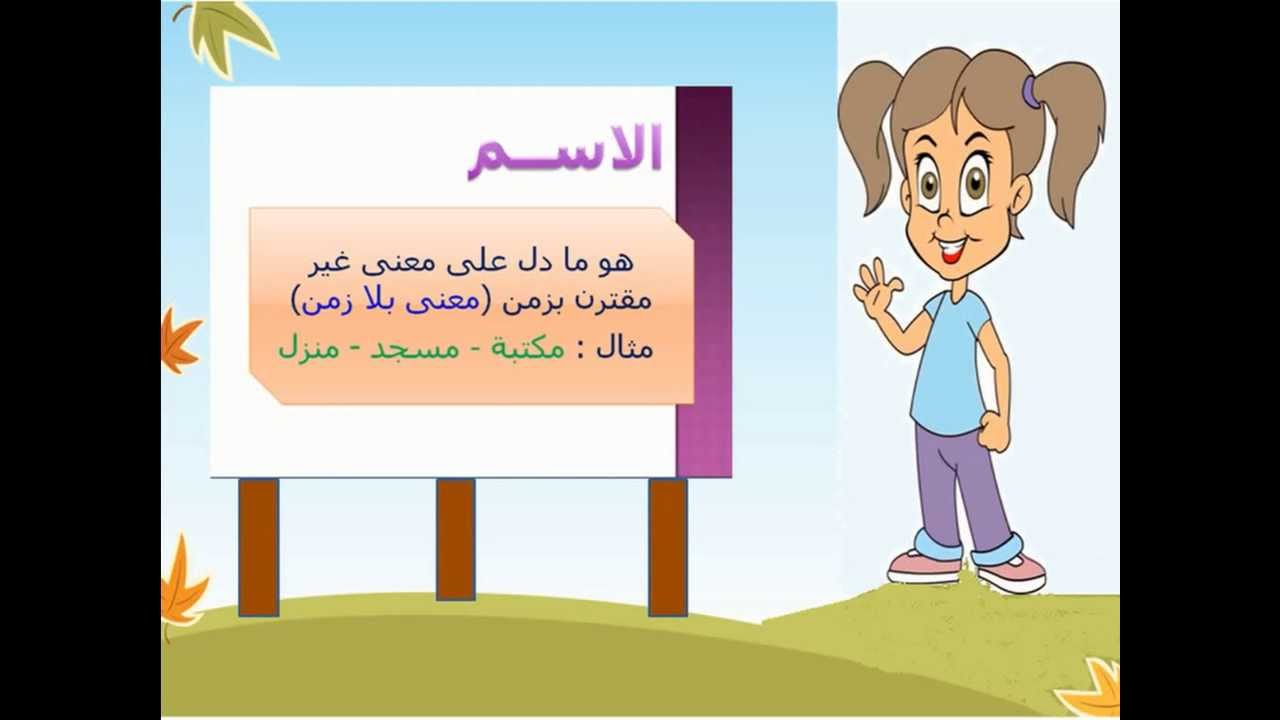 الاســم
هو ما دل على معنى غير
مقترن بزمن (معنى بلا زمن)
مثال : مكتبة - مسجد - منزل